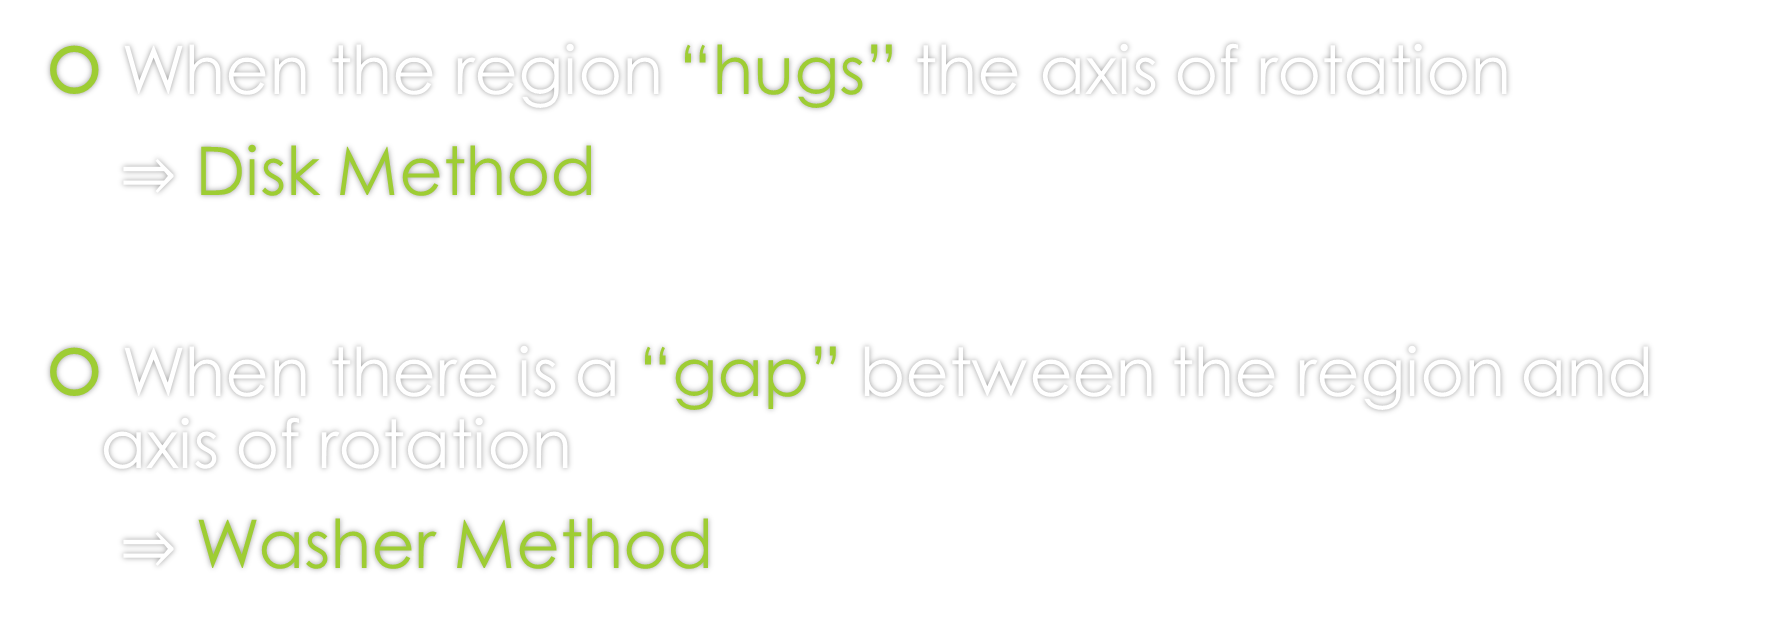 When the region “hugs” the axis of rotation
⇒ Disk Method
When there is a “gap” between the region and
axis of rotation
⇒ Washer Method